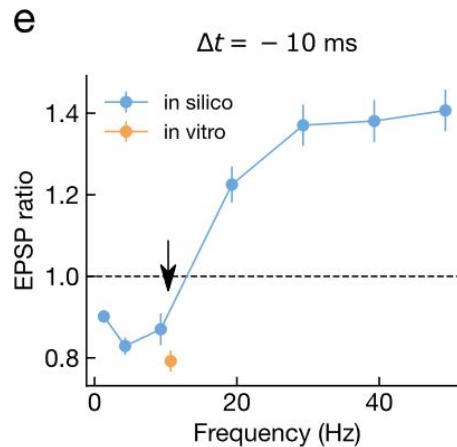 e
Δt = − 10 ms
in silico
in vitro
1.4
1.2
1.0
0.8
EPSP ratio
0
20
40
Frequency (Hz)